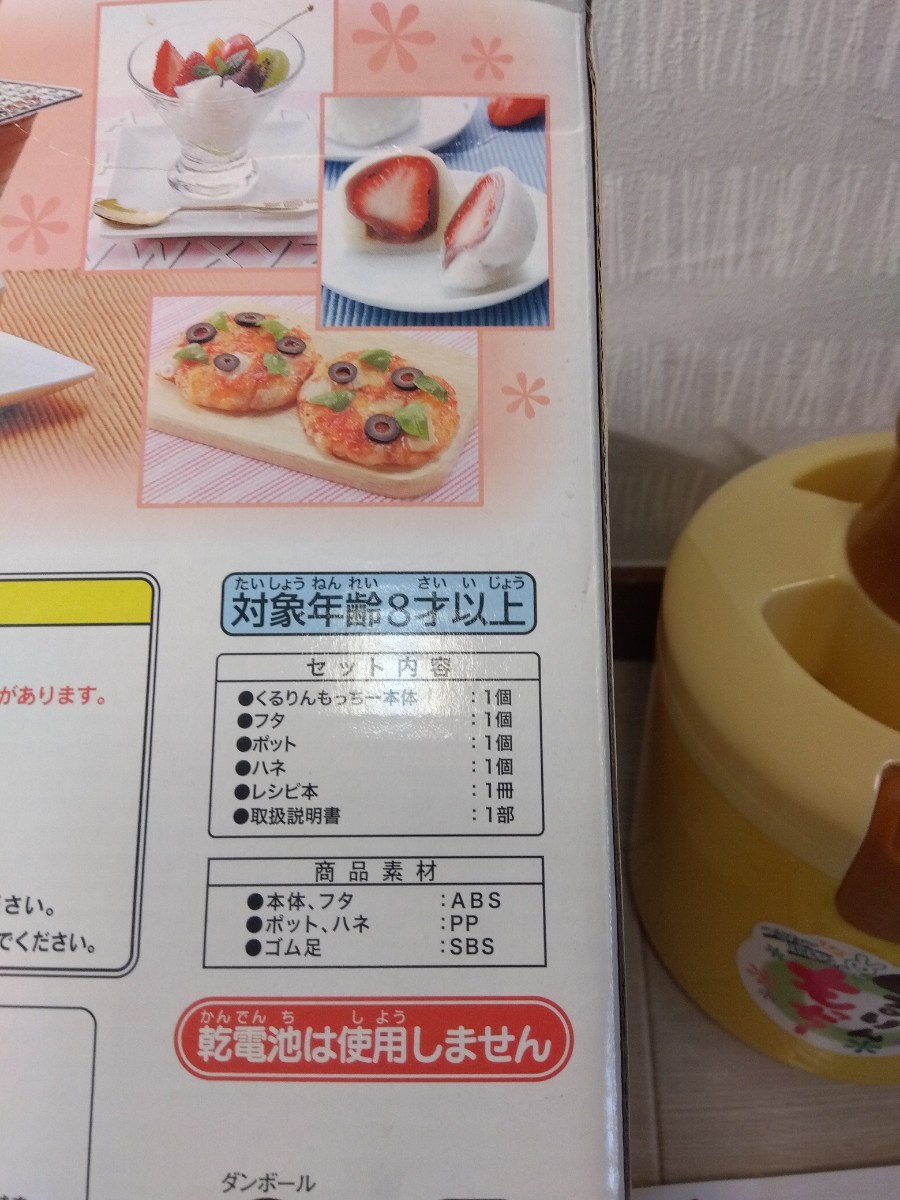 たいしょうねんれい さいいじょう
対象年齢8才以上
セット内容
●くるりんもっちー本体 :1個
●フタ :1個
●ポット :1個
●ハネ :1個
●レシピ本 :1冊
●取扱説明書 :1部
商品素材
●本体、フタ :ABS
●ポット、ハネ :PP
●ゴム足 :SBS
かんでんち しよう
乾電池は使用しません
があります。
さい。
でください。
ダンボール